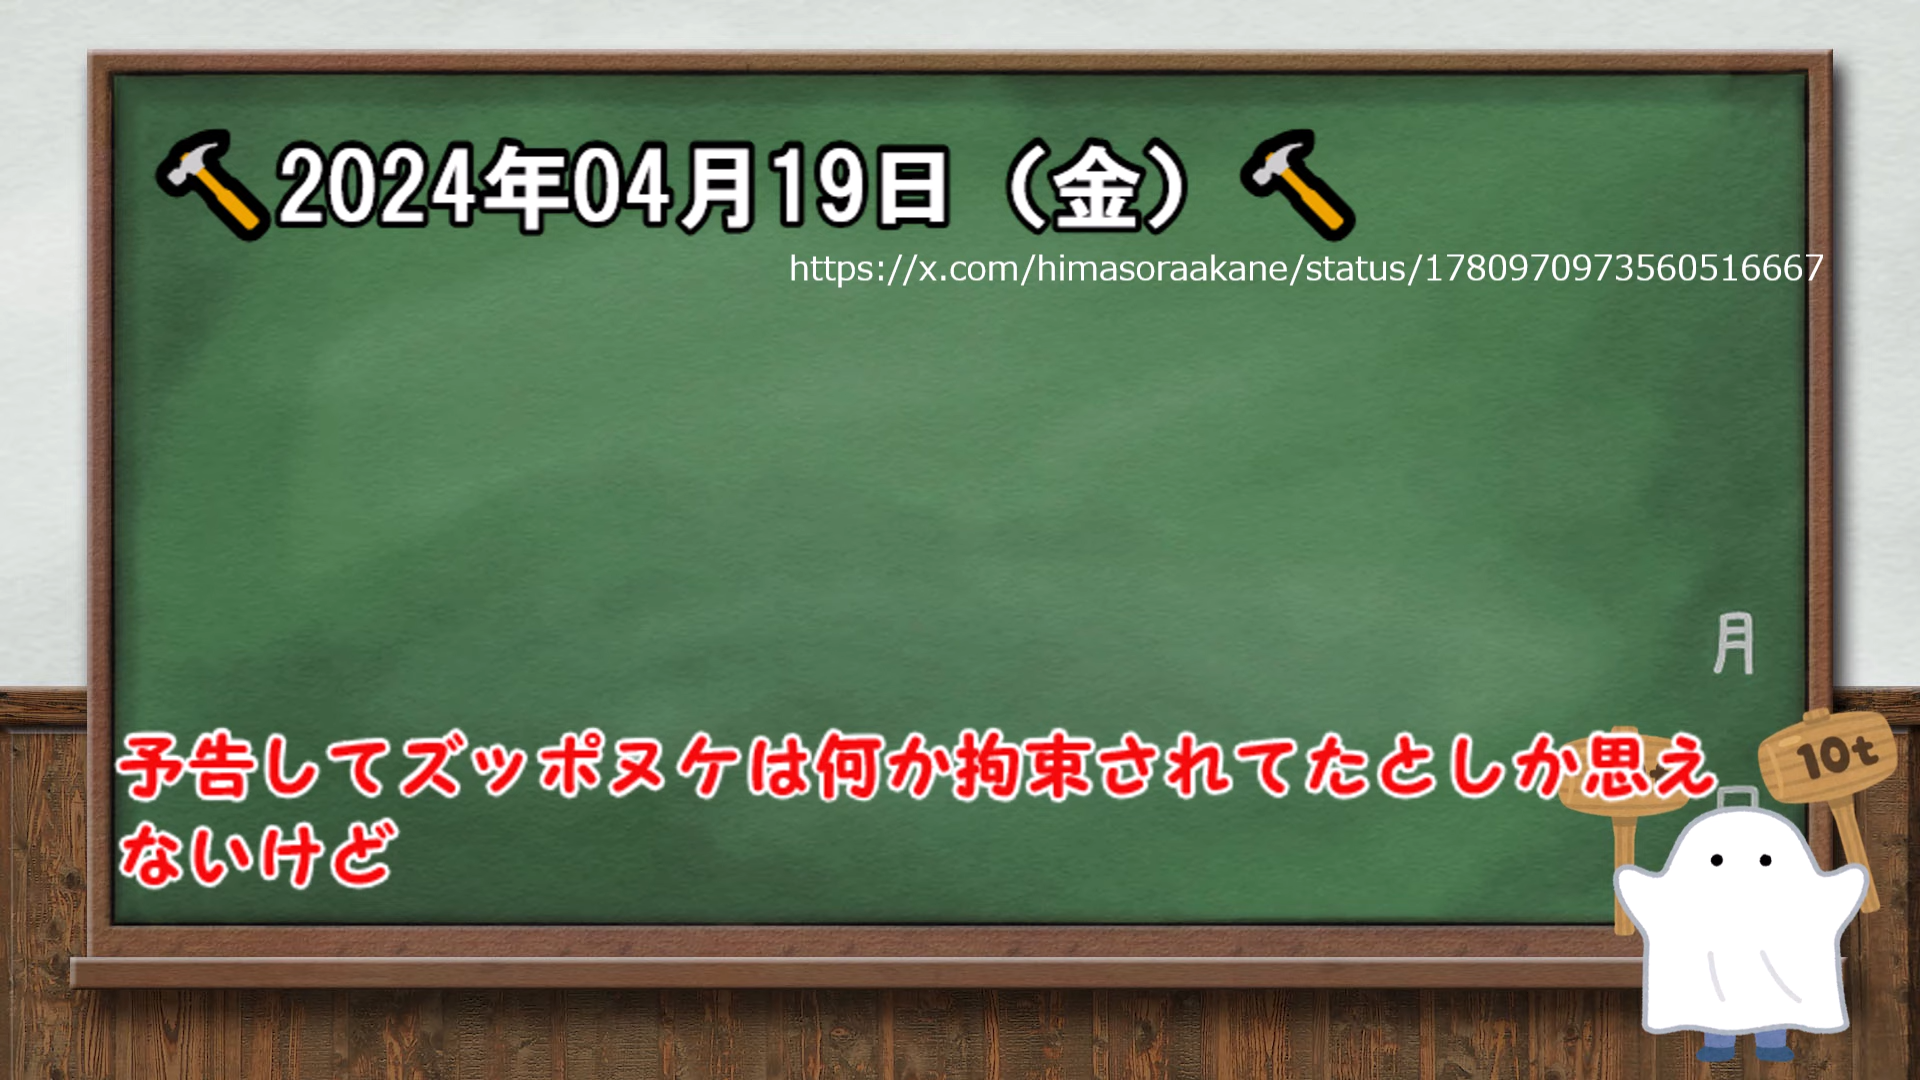 🔨2024年04月19日（金）🔨
https://x.com/himasoraakane/status/1780970973560516667
月
予告してズッポヌケは何か拘束されてたとしか思え
ないけど
10t